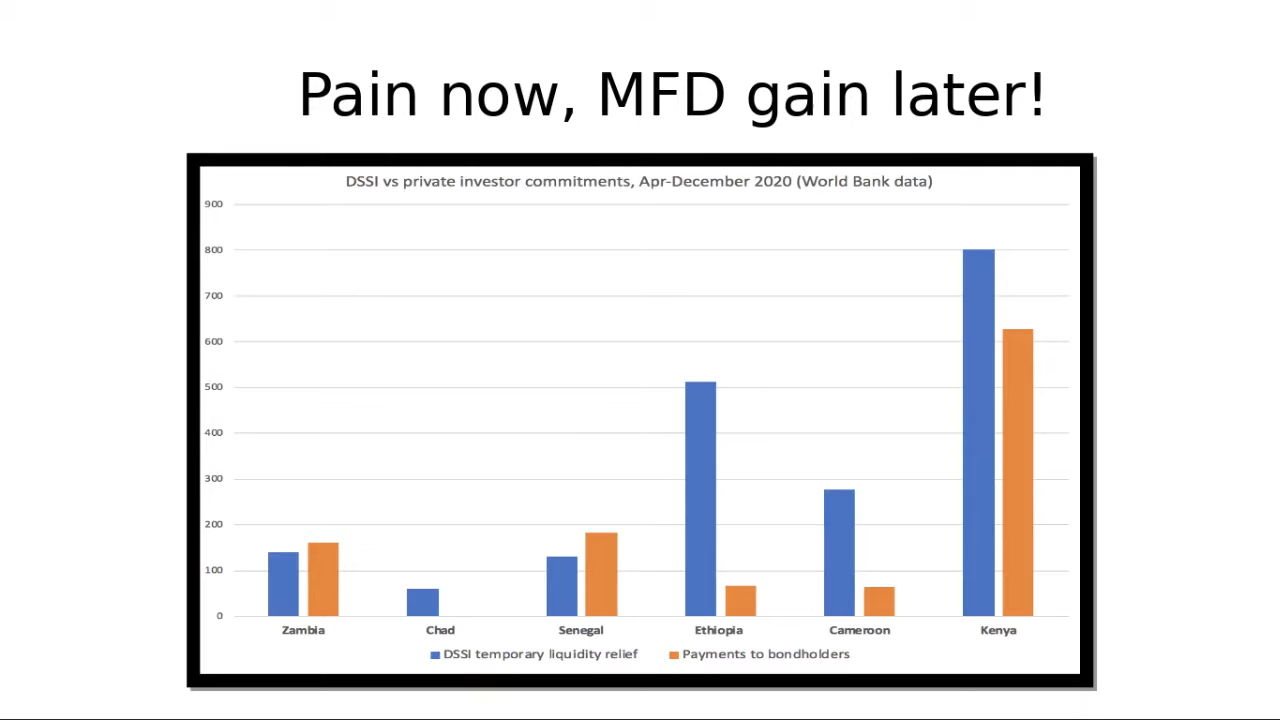 Pain now, MFD gain later!
DSSI vs private investor commitments, Apr-December 2020 (World Bank data)
900
800
700
600
500
400
300
200
100
0
Zambia Chad Senegal Ethiopia Cameroon Kenya
DSSI temporary liquidity relief Payments to bondholders